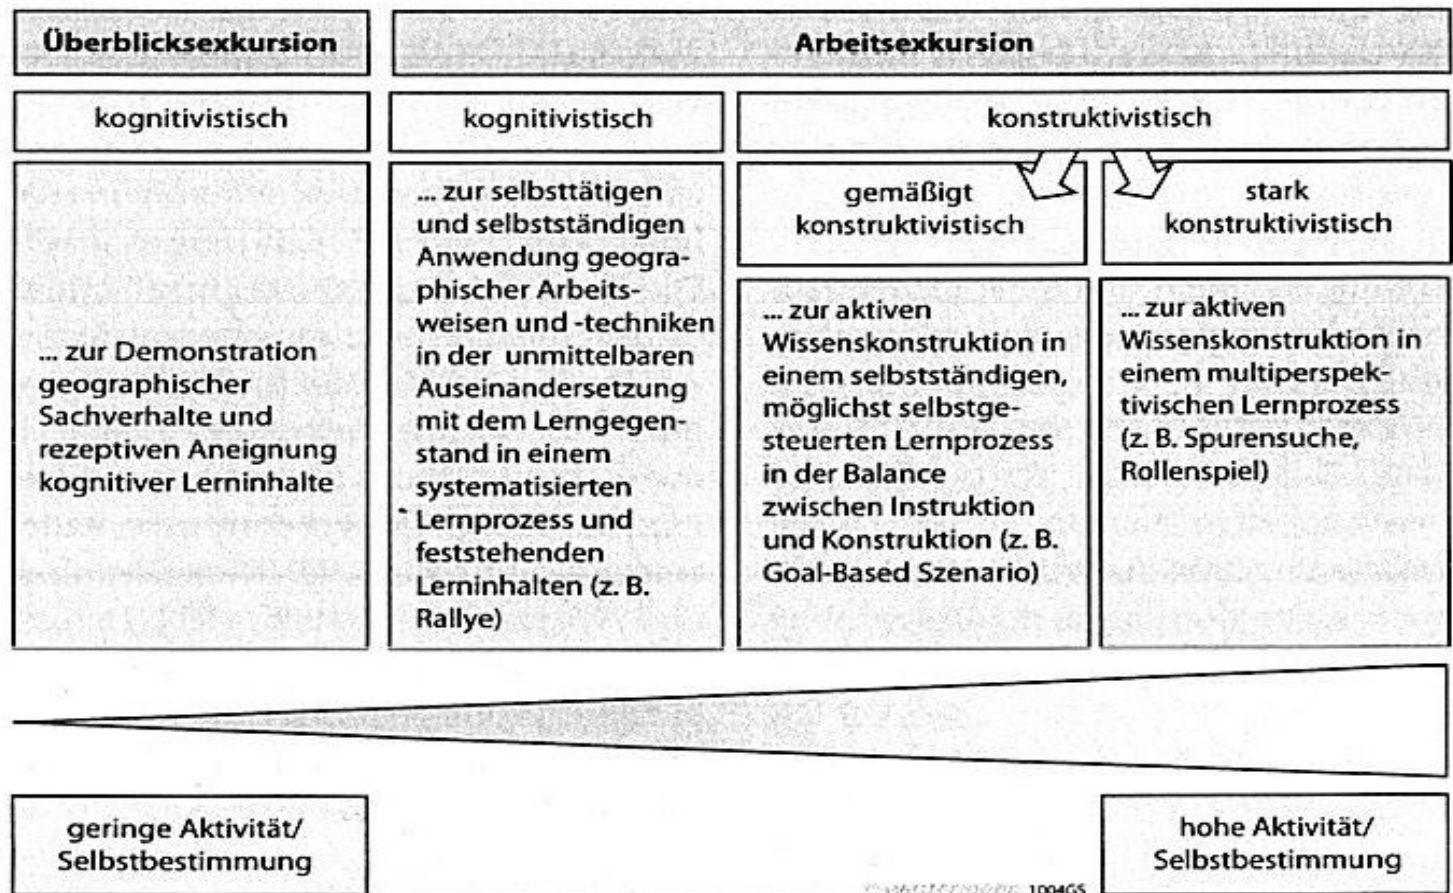 Überblicksexkursion
Arbeitsexkursion
kognitivistisch
kognitivistisch
konstruktivistisch
... zur Demonstration
geographischer
Sachverhalte und
rezeptiven Aneignung
kognitiver Lerninhalte
... zur selbsttätigen
und selbstständigen
Anwendung geogra-
phischer Arbeits-
weisen und -techniken
in der unmittelbaren
Auseinandersetzung
mit dem Lerngegen-
stand in einem
systematisierten
Lernprozess und
feststehenden
Lerninhalten (z. B.
Rallye)
gemäßigt
konstruktivistisch
... zur aktiven
Wissenskonstruktion in
einem selbstständigen,
möglichst selbstge-
steuerten Lernprozess
in der Balance
zwischen Instruktion
und Konstruktion (z. B.
Goal-Based Szenario)
stark
konstruktivistisch
... zur aktiven
Wissenskonstruktion in
einem multiperspek-
tivischen Lernprozess
(z. B. Spurensuche,
Rollenspiel)
geringe Aktivität/
Selbstbestimmung
hohe Aktivität/
Selbstbestimmung
1004GS